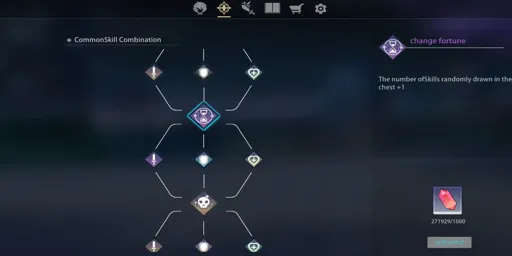 CommonSkill Combination
change fortune
The number ofSkills randomly drawn in the
chest +1
271929/1000